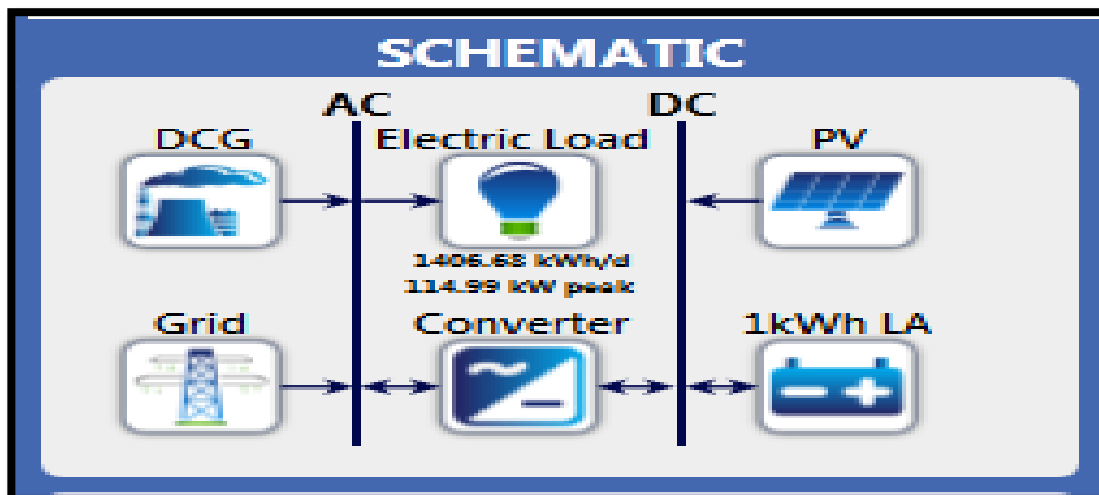 SCHEMATIC
AC DC
DCG Electric Load PV
1406.68 kWh/d
114.99 kW peak
Grid Converter 1kWh LA